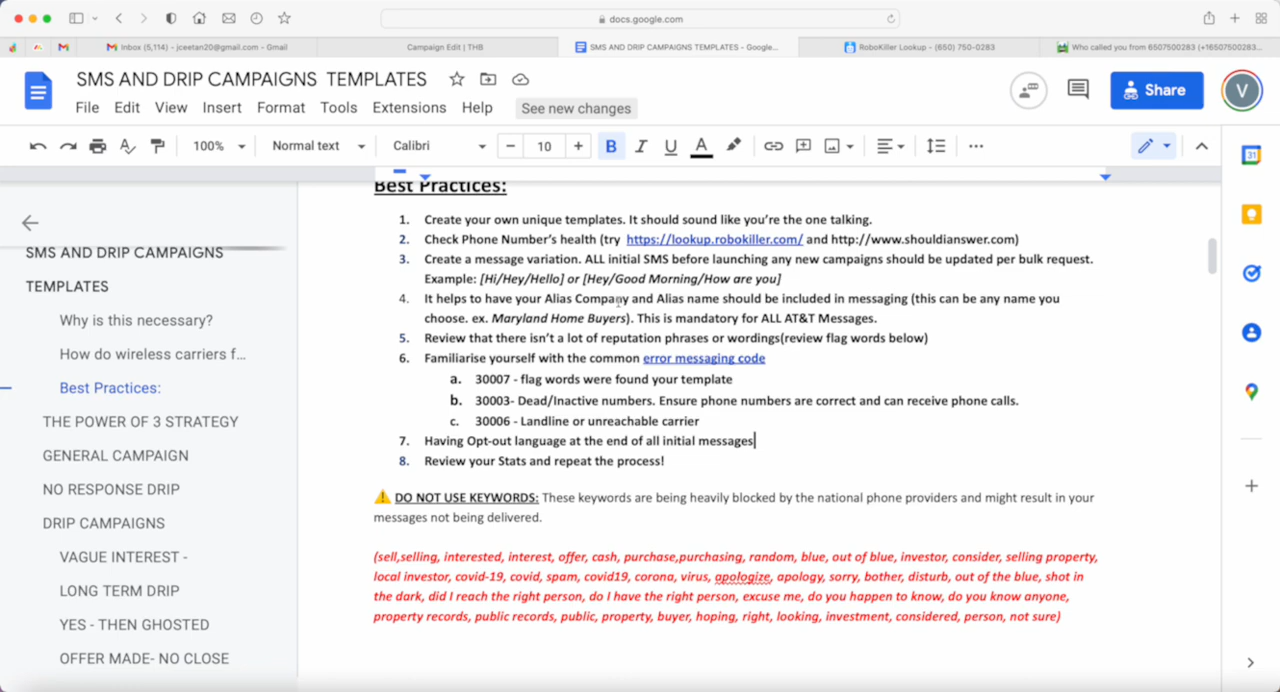 docs.google.com
Inbox (5,114) - jceetan20@gmail.com - Gmail
Campaign Edit | THB
SMS AND DRIP CAMPAIGNS TEMPLATES - Google...
RoboKiller Lookup - (650) 750-0283
Who called you from 6507500283 (+16507500283...
SMS AND DRIP CAMPAIGNS TEMPLATES
File Edit View Insert Format Tools Extensions Help See new changes
Share
V
100% Normal text Calibri 10 B I U A
31
SMS AND DRIP CAMPAIGNS
TEMPLATES
Why is this necessary?
How do wireless carriers f...
Best Practices:
THE POWER OF 3 STRATEGY
GENERAL CAMPAIGN
NO RESPONSE DRIP
DRIP CAMPAIGNS
VAGUE INTEREST -
LONG TERM DRIP
YES - THEN GHOSTED
OFFER MADE- NO CLOSE
Best Practices:
1. Create your own unique templates. It should sound like you're the one talking.
2. Check Phone Number's health (try https://lookup.robokiller.com/ and http://www.shouldianswer.com)
3. Create a message variation. ALL initial SMS before launching any new campaigns should be updated per bulk request.
Example: [Hi/Hey/Hello] or [Hey/Good Morning/How are you]
4. It helps to have your Alias Company and Alias name should be included in messaging (this can be any name you
choose. ex. Maryland Home Buyers). This is mandatory for ALL AT&T Messages.
5. Review that there isn't a lot of reputation phrases or wordings(review flag words below)
6. Familiarise yourself with the common error messaging code
a. 30007 - flag words were found your template
b. 30003- Dead/Inactive numbers. Ensure phone numbers are correct and can receive phone calls.
c. 30006 - Landline or unreachable carrier
7. Having Opt-out language at the end of all initial messages
8. Review your Stats and repeat the process!
⚠️ DO NOT USE KEYWORDS: These keywords are being heavily blocked by the national phone providers and might result in your
messages not being delivered.
(sell,selling, interested, interest, offer, cash, purchase,purchasing, random, blue, out of blue, investor, consider, selling property,
local investor, covid-19, covid, spam, covid19, corona, virus, apologize, apology, sorry, bother, disturb, out of the blue, shot in
the dark, did I reach the right person, do I have the right person, excuse me, do you happen to know, do you know anyone,
property records, public records, public, property, buyer, hoping, right, looking, investment, considered, person, not sure)